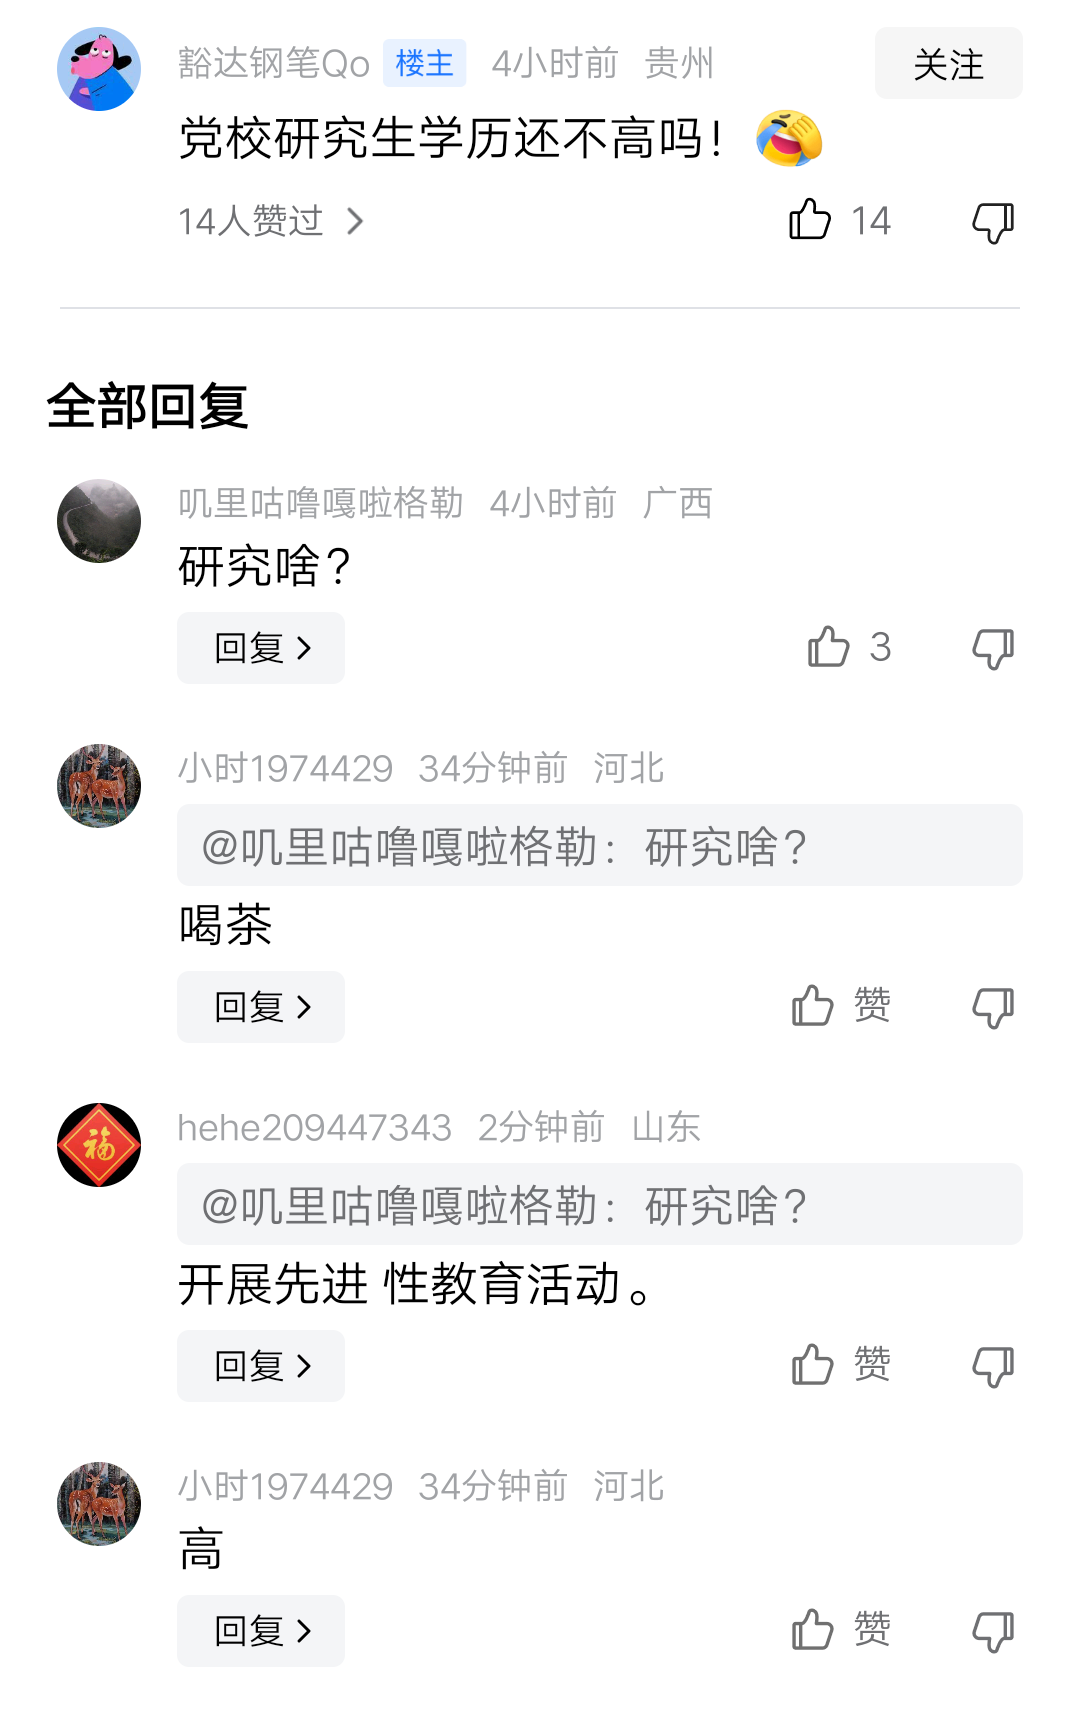 豁达钢笔Qo 楼主 4小时前 贵州 关注
党校研究生学历还不高吗！🤣
14人赞过 > 14
全部回复
叽里咕噜嘎啦格勒 4小时前 广西
研究啥？
回复 > 3
小时1974429 34分钟前 河北
@叽里咕噜嘎啦格勒：研究啥？
喝茶
回复 > 赞
hehe209447343 2分钟前 山东
福
@叽里咕噜嘎啦格勒：研究啥？
开展先进 性教育活动。
回复 > 赞
小时1974429 34分钟前 河北
高
回复 > 赞